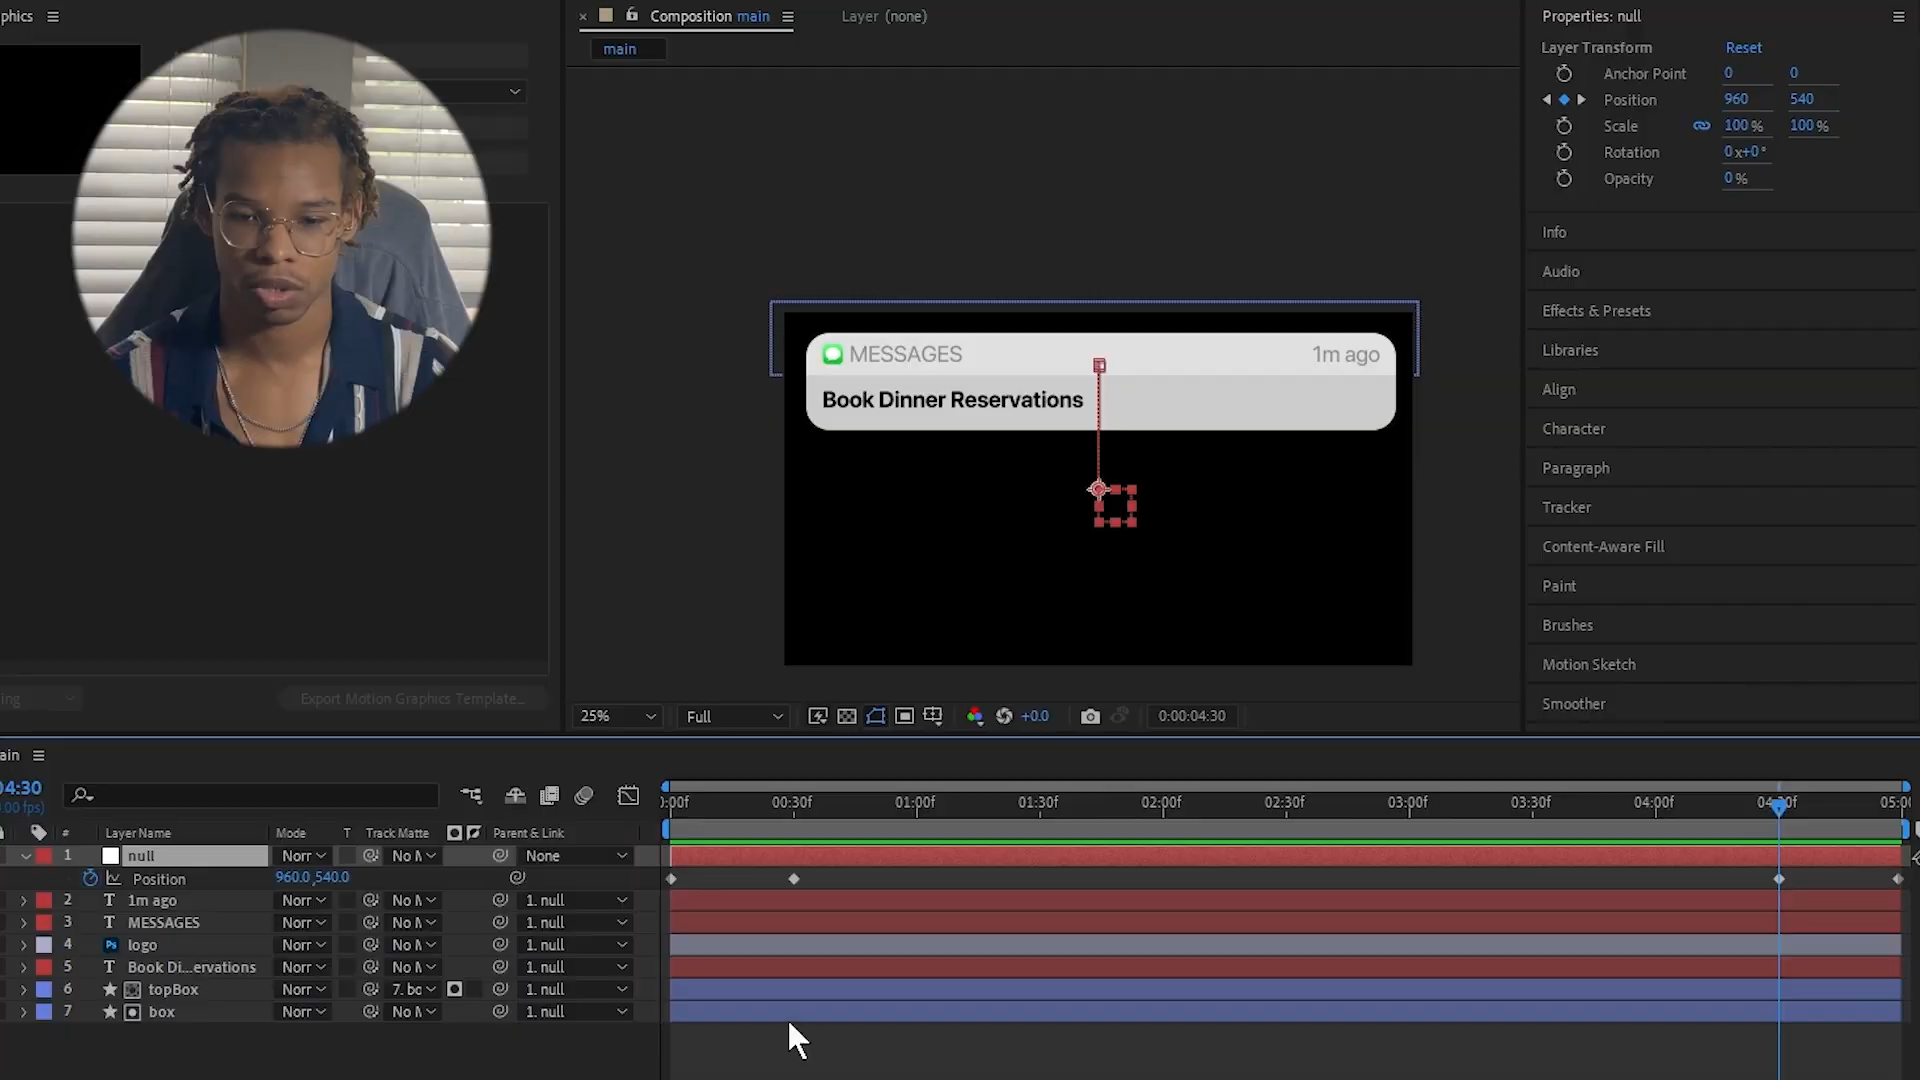 phics
Composition main
Layer (none)
main
Properties: null
Layer Transform
Reset
Anchor Point
0
0
Position
960
540
Scale
100 %
100 %
Rotation
0x+0°
Opacity
0 %
Info
Audio
Effects & Presets
Libraries
Align
Character
Paragraph
Tracker
Content-Aware Fill
Paint
Brushes
Motion Sketch
Smoother
MESSAGES
1m ago
Book Dinner Reservations
ing
Export Motion Graphics Template...
25%
Full
+0.0
0:00:04:30
ain
04:30
00 fps)
:00f
00:30f
01:00f
01:30f
02:00f
02:30f
03:00f
03:30f
04:00f
05:00
#
Layer Name
Mode
T
Track Matte
Parent & Link
1
null
Norr
No M
None
Position
960.0,540.0
2
T
1m ago
Norr
No M
1. null
3
T
MESSAGES
Norr
No M
1. null
4
Ps
logo
Norr
No M
1. null
5
T
Book Di...ervations
Norr
No M
1. null
6
topBox
Norr
7. bo
1. null
7
box
Norr
No M
1. null